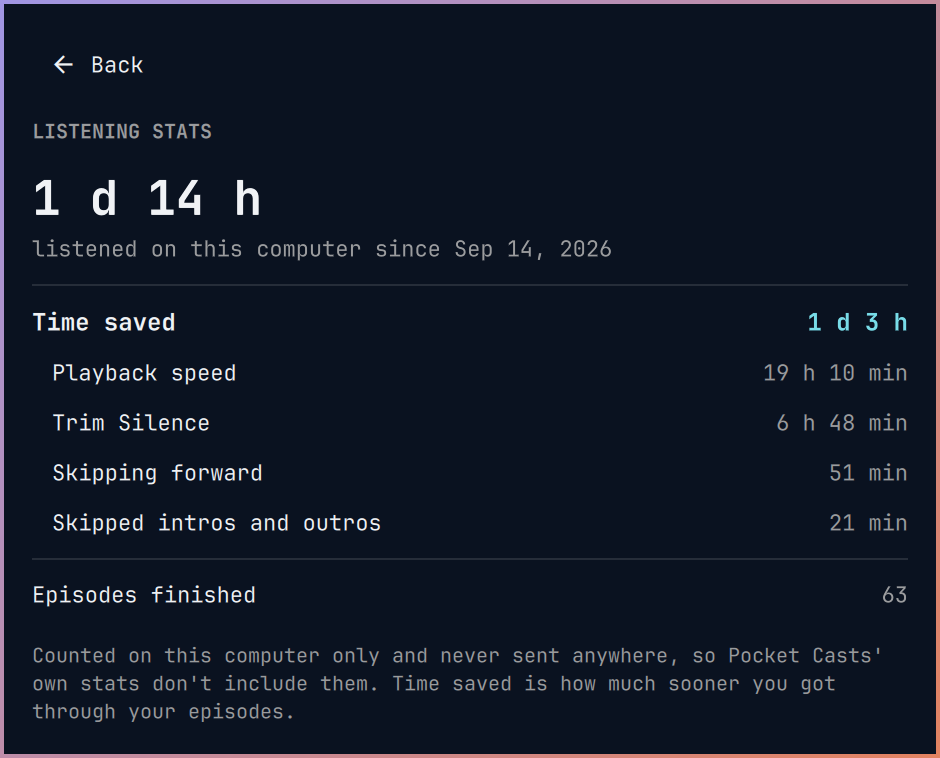 ← Back
LISTENING STATS
1 d 14 h
listened on this computer since Sep 14, 2026
Time saved 1 d 3 h
Playback speed 19 h 10 min
Trim Silence 6 h 48 min
Skipping forward 51 min
Skipped intros and outros 21 min
Episodes finished 63
Counted on this computer only and never sent anywhere, so Pocket Casts'
own stats don't include them. Time saved is how much sooner you got
through your episodes.